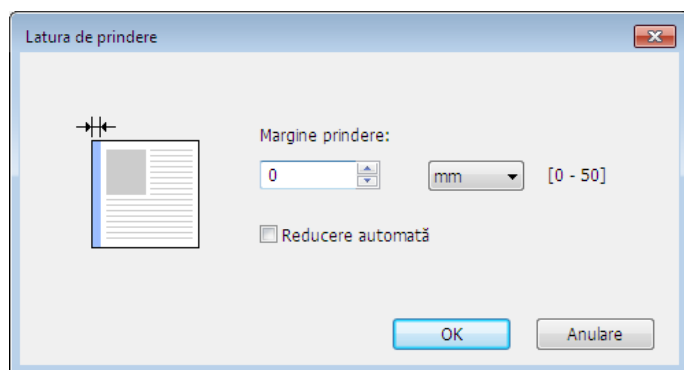 Latura de prindere
Margine prindere:
0 mm [0 - 50]
Reducere automată
OK Anulare